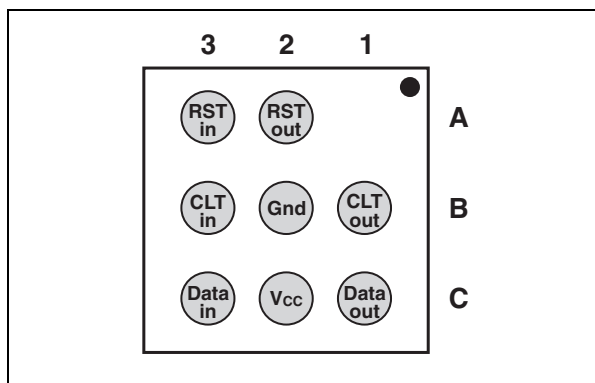 3 2 1
RST in RST out A
CLT in Gnd CLT out B
Data in Vcc Data out C